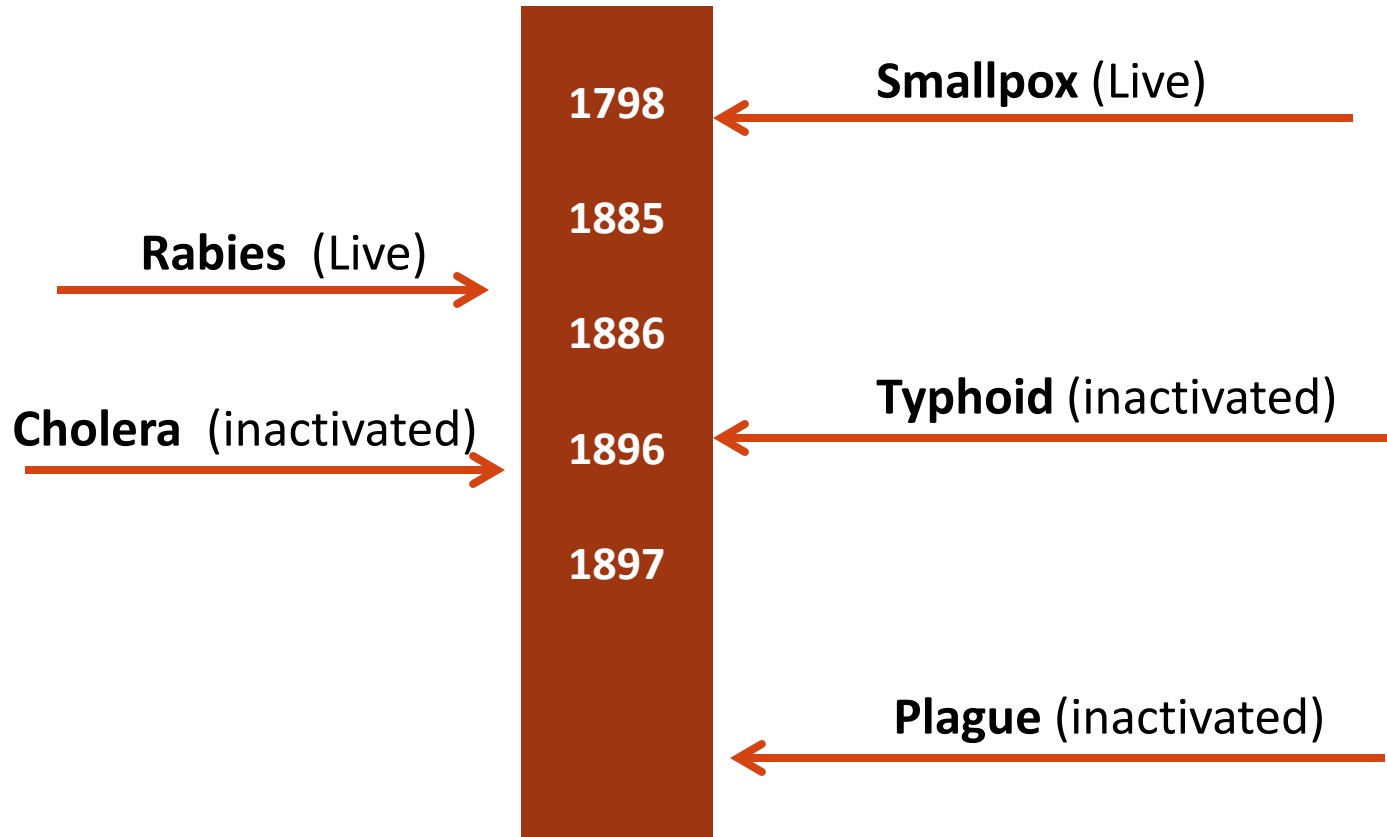 Smallpox (Live)
1798
1885
Rabies (Live)
1886
Typhoid (inactivated)
Cholera (inactivated)
1896
1897
Plague (inactivated)